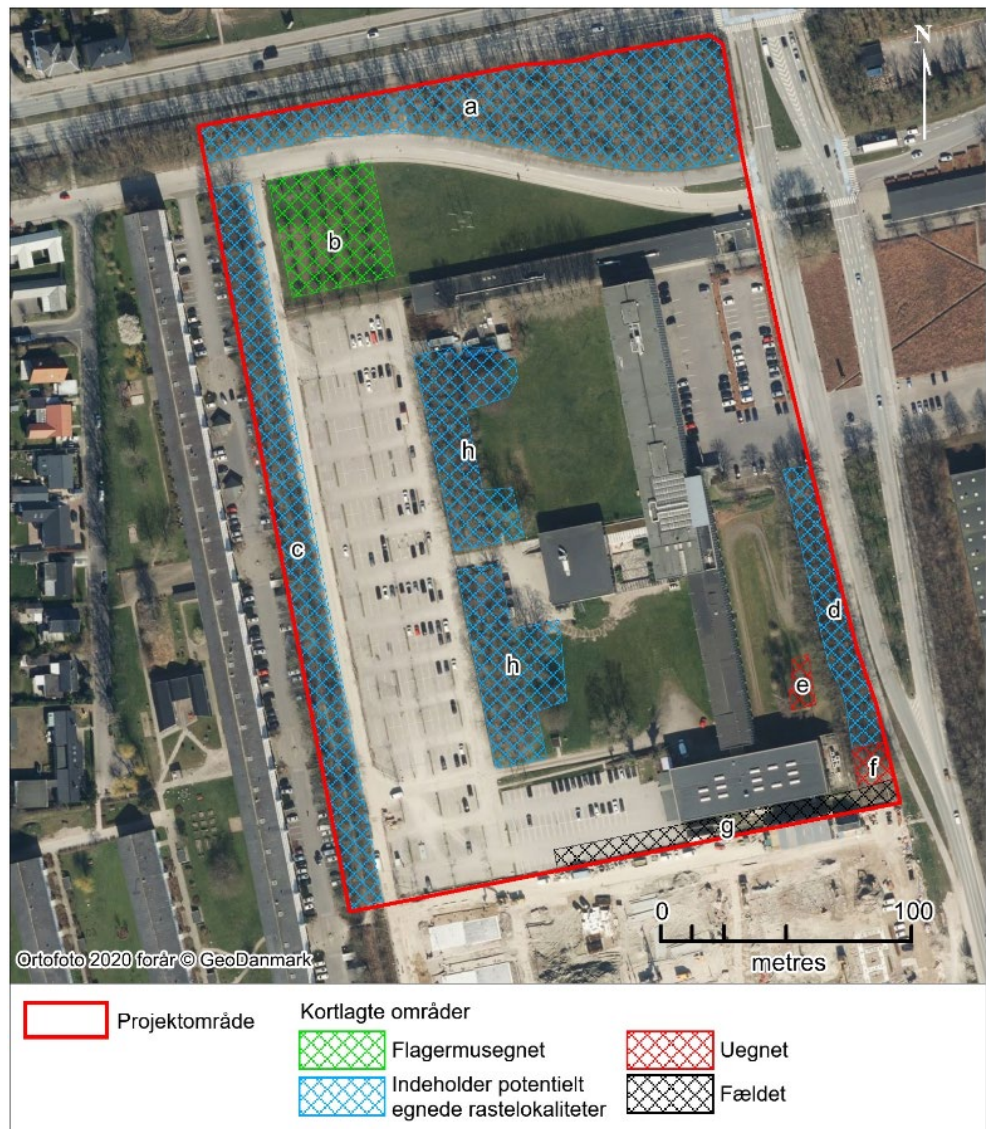 N
a
b
h
c
d
h
e
f
g
0 100
metres
Ortofoto 2020 forår © GeoDanmark
Projektområde
Kortlagte områder
Flagermusegnet
Indeholder potentielt
egnede rastelokaliteter
Uegnet
Fældet